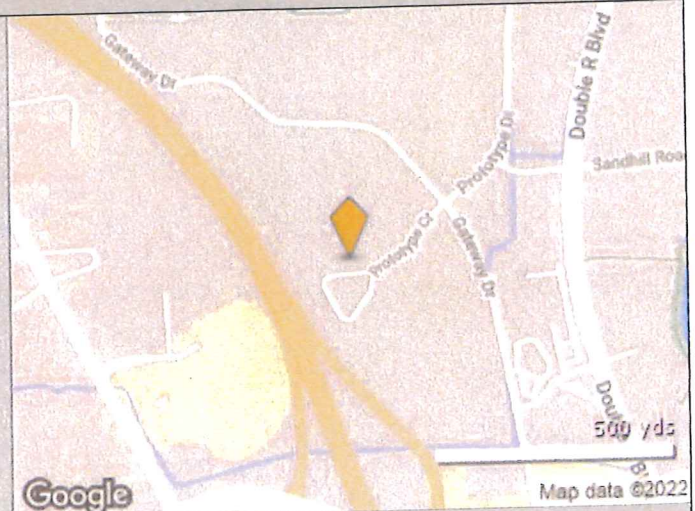 Gateway Dr
Double R Blvd
Prototype Dr
Sandhill Road
Prototype Ct
Gateway Dr
500 yds
Google
Map data ©2022